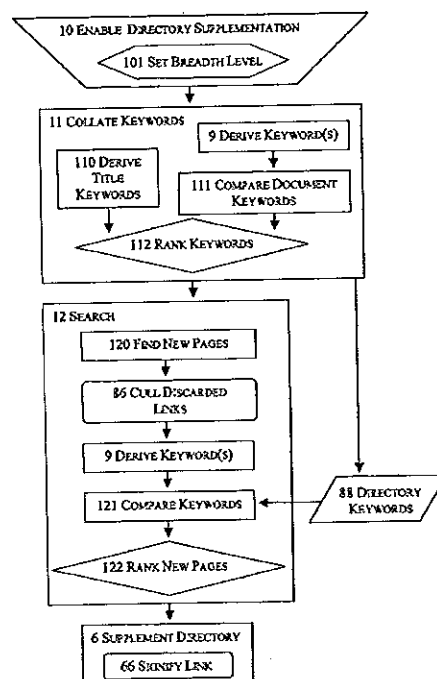 10 ENABLE DIRECTORY SUPPLEMENTATION
101 SET BREADTH LEVEL
11 COLLATE KEYWORDS
9 DERIVE KEYWORD(S)
110 DERIVE
TITLE
KEYWORDS
111 COMPARE DOCUMENT
KEYWORDS
112 RANK KEYWORDS
12 SEARCH
120 FIND NEW PAGES
86 CULL DISCARDED
LINKS
9 DERIVE KEYWORD(S)
121 COMPARE KEYWORDS
88 DIRECTORY
KEYWORDS
122 RANK NEW PAGES
6 SUPPLEMENT DIRECTORY
66 SIGNIFY LINK